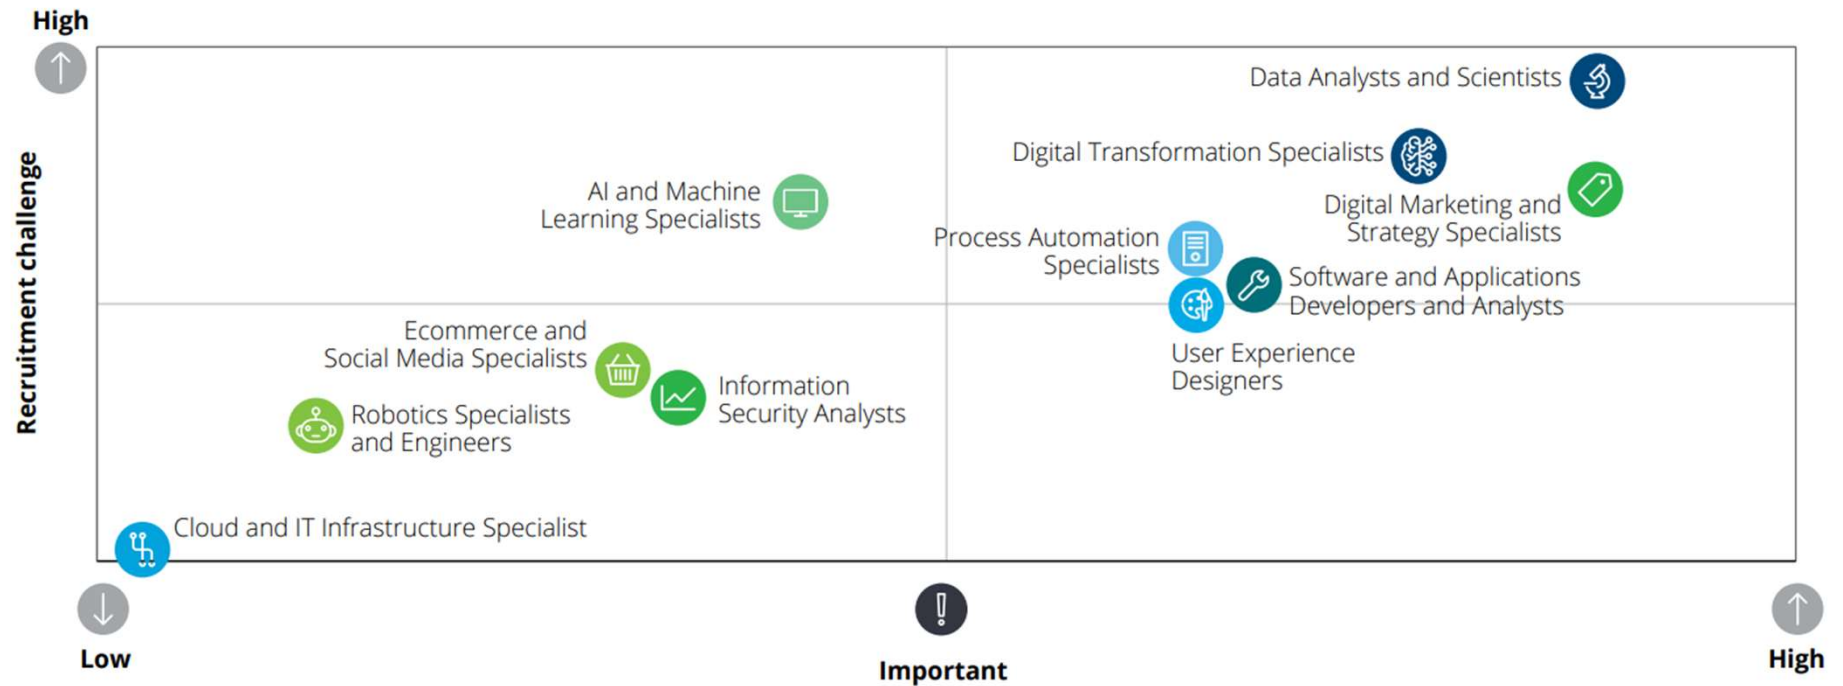 High
Recruitment challenge
Data Analysts and Scientists
Digital Transformation Specialists
AI and Machine
Learning Specialists
Digital Marketing and
Strategy Specialists
Process Automation
Specialists
Software and Applications
Developers and Analysts
User Experience
Designers
Ecommerce and
Social Media Specialists
Information
Security Analysts
Robotics Specialists
and Engineers
Cloud and IT Infrastructure Specialist
Low
Important
High